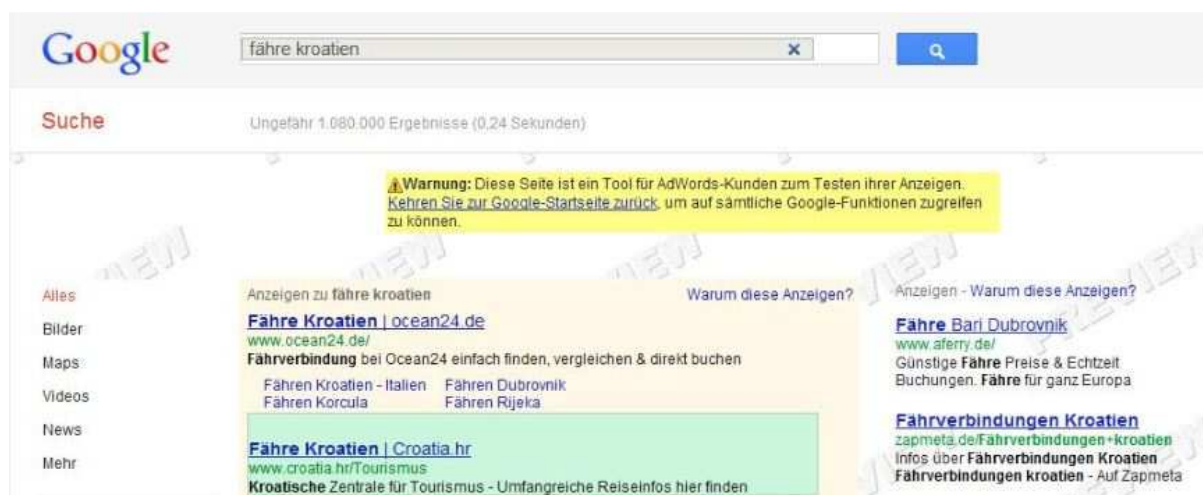 Google
fähre kroatien
Suche
Ungefähr 1.080.000 Ergebnisse (0,24 Sekunden)
Warnung: Diese Seite ist ein Tool für AdWords-Kunden zum Testen ihrer Anzeigen.
Kehren Sie zur Google-Startseite zurück, um auf sämtliche Google-Funktionen zugreifen
zu können.
Alles
Bilder
Maps
Videos
News
Mehr
Anzeigen zu fähre kroatien
Warum diese Anzeigen?
Fähre Kroatien | ocean24.de
www.ocean24.de/
Fährverbindung bei Ocean24 einfach finden, vergleichen & direkt buchen
Fähren Kroatien - Italien Fähren Dubrovnik
Fähren Korcula Fähren Rijeka
Fähre Kroatien | Croatia.hr
www.croatia.hr/Tourismus
Kroatische Zentrale für Tourismus - Umfangreiche Reiseinfos hier finden
Anzeigen - Warum diese Anzeigen?
Fähre Bari Dubrovnik
www.aferry.de/
Günstige Fähre Preise & Echtzeit
Buchungen. Fähre für ganz Europa
Fährverbindungen Kroatien
zapmeta.de/Fährverbindungen+kroatien
Infos über Fährverbindungen Kroatien
Fährverbindungen kroatien - Auf Zapmeta
PREVIEW